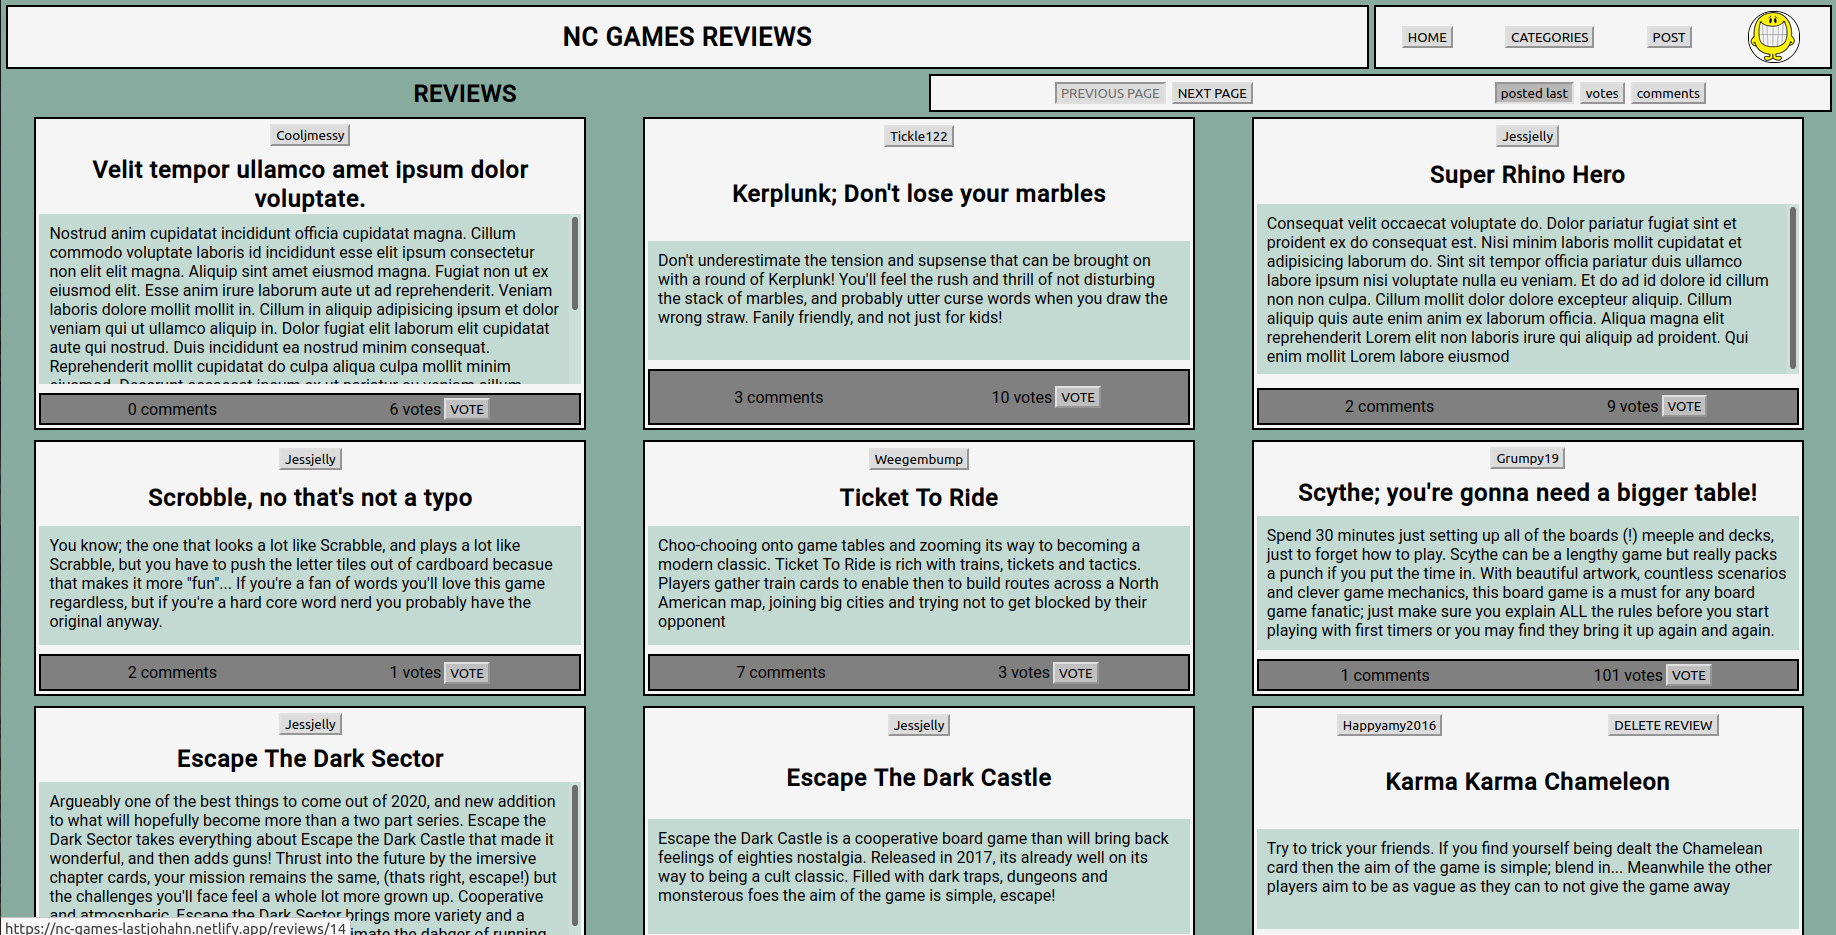 NC GAMES REVIEWS
HOME
CATEGORIES
POST
REVIEWS
PREVIOUS PAGE
NEXT PAGE
posted last
votes
comments
Cooljmessy
Velit tempor ullamco amet ipsum dolor
voluptate.
Nostrud anim cupidatat incididunt officia cupidatat magna. Cillum
commodo voluptate laboris id incididunt esse elit ipsum consectetur
non elit elit magna. Aliquip sint amet eiusmod magna. Fugiat non ut ex
eiusmod elit. Esse anim irure laborum aute ut ad reprehenderit. Veniam
laboris dolore mollit mollit in. Cillum in aliquip adipisicing ipsum et dolor
veniam qui ut ullamco aliquip in. Dolor fugiat elit laborum elit cupidatat
aute qui nostrud. Duis incididunt ea nostrud minim consequat.
Reprehenderit mollit cupidatat do culpa aliqua culpa mollit minim
0 comments
6 votes VOTE
Tickle122
Kerplunk; Don't lose your marbles
Don't underestimate the tension and supsense that can be brought on
with a round of Kerplunk! You'll feel the rush and thrill of not disturbing
the stack of marbles, and probably utter curse words when you draw the
wrong straw. Fanily friendly, and not just for kids!
3 comments
10 votes VOTE
Jessjelly
Super Rhino Hero
Consequat velit occaecat voluptate do. Dolor pariatur fugiat sint et
proident ex do consequat est. Nisi minim laboris mollit cupidatat et
adipisicing laborum do. Sint sit tempor officia pariatur duis ullamco
labore ipsum nisi voluptate nulla eu veniam. Et do ad id dolore id cillum
non non culpa. Cillum mollit dolor dolore excepteur aliquip. Cillum
aliquip quis aute enim anim ex laborum officia. Aliqua magna elit
reprehenderit Lorem elit non laboris irure qui aliquip ad proident. Qui
enim mollit Lorem labore eiusmod
2 comments
9 votes VOTE
Jessjelly
Scrobble, no that's not a typo
You know; the one that looks a lot like Scrabble, and plays a lot like
Scrabble, but you have to push the letter tiles out of cardboard becasue
that makes it more "fun"... If you're a fan of words you'll love this game
regardless, but if you're a hard core word nerd you probably have the
original anyway.
2 comments
1 votes VOTE
Weegembump
Ticket To Ride
Choo-chooing onto game tables and zooming its way to becoming a
modern classic. Ticket To Ride is rich with trains, tickets and tactics.
Players gather train cards to enable then to build routes across a North
American map, joining big cities and trying not to get blocked by their
opponent
7 comments
3 votes VOTE
Grumpy19
Scythe; you're gonna need a bigger table!
Spend 30 minutes just setting up all of the boards (!) meeple and decks,
just to forget how to play. Scythe can be a lengthy game but really packs
a punch if you put the time in. With beautiful artwork, countless scenarios
and clever game mechanics, this board game is a must for any board
game fanatic; just make sure you explain ALL the rules before you start
playing with first timers or you may find they bring it up again and again.
1 comments
101 votes VOTE
Jessjelly
Escape The Dark Sector
Argueably one of the best things to come out of 2020, and new addition
to what will hopefully become more than a two part series. Escape the
Dark Sector takes everything about Escape the Dark Castle that made it
wonderful, and then adds guns! Thrust into the future by the imersive
chapter cards, your mission remains the same, (thats right, escape!) but
the challenges you'll face feel a whole lot more grown up. Cooperative
and atmospheric, Escape the Dark Sector brings more variety and a
imate the danger of running
Jessjelly
Escape The Dark Castle
Escape the Dark Castle is a cooperative board game than will bring back
feelings of eighties nostalgia. Released in 2017, its already well on its
way to being a cult classic. Filled with dark traps, dungeons and
monsterous foes the aim of the game is simple, escape!
Happyamy2016
DELETE REVIEW
Karma Karma Chameleon
Try to trick your friends. If you find yourself being dealt the Chamelean
card then the aim of the game is simple; blend in... Meanwhile the other
players aim to be as vague as they can to not give the game away
https://nc-games-lastjohahn.netlify.app/reviews/14